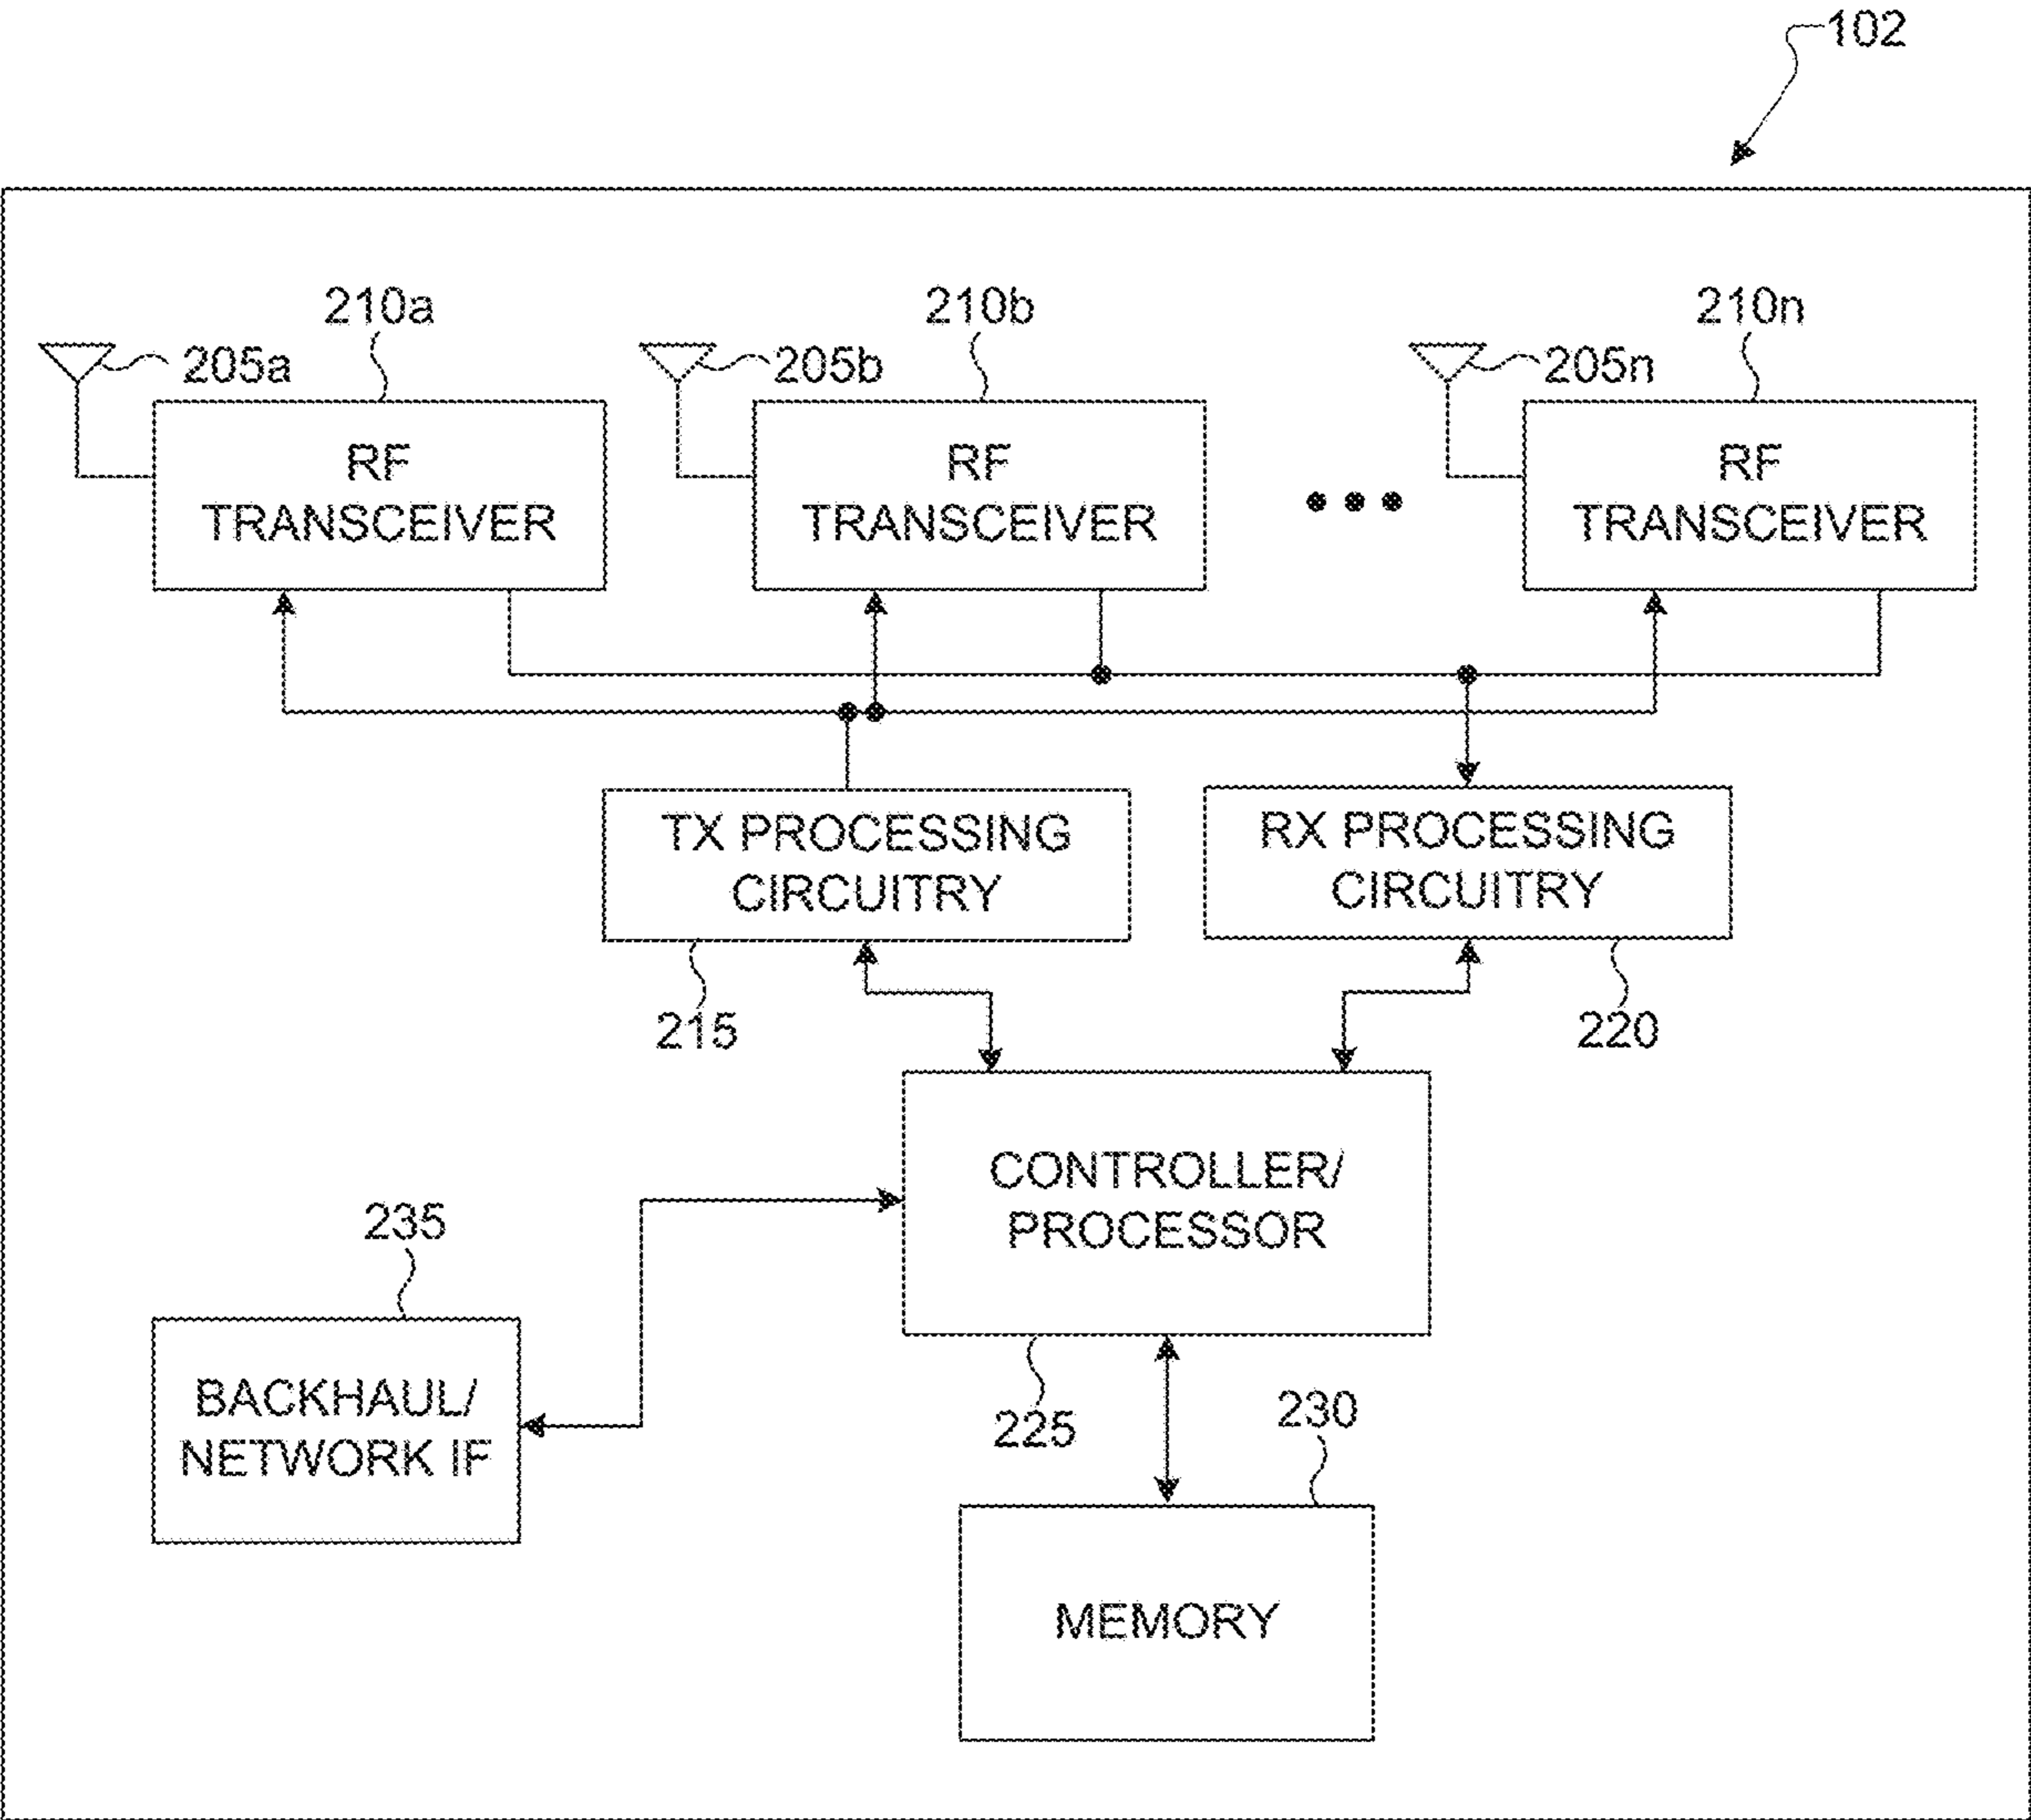 102
210a
210b
210n
205a
205b
205n
RF
TRANSCEIVER
RF
TRANSCEIVER
RF
TRANSCEIVER
TX PROCESSING
CIRCUITRY
RX PROCESSING
CIRCUITRY
215
220
CONTROLLER/
PROCESSOR
235
BACKHAUL/
NETWORK IF
225
230
MEMORY